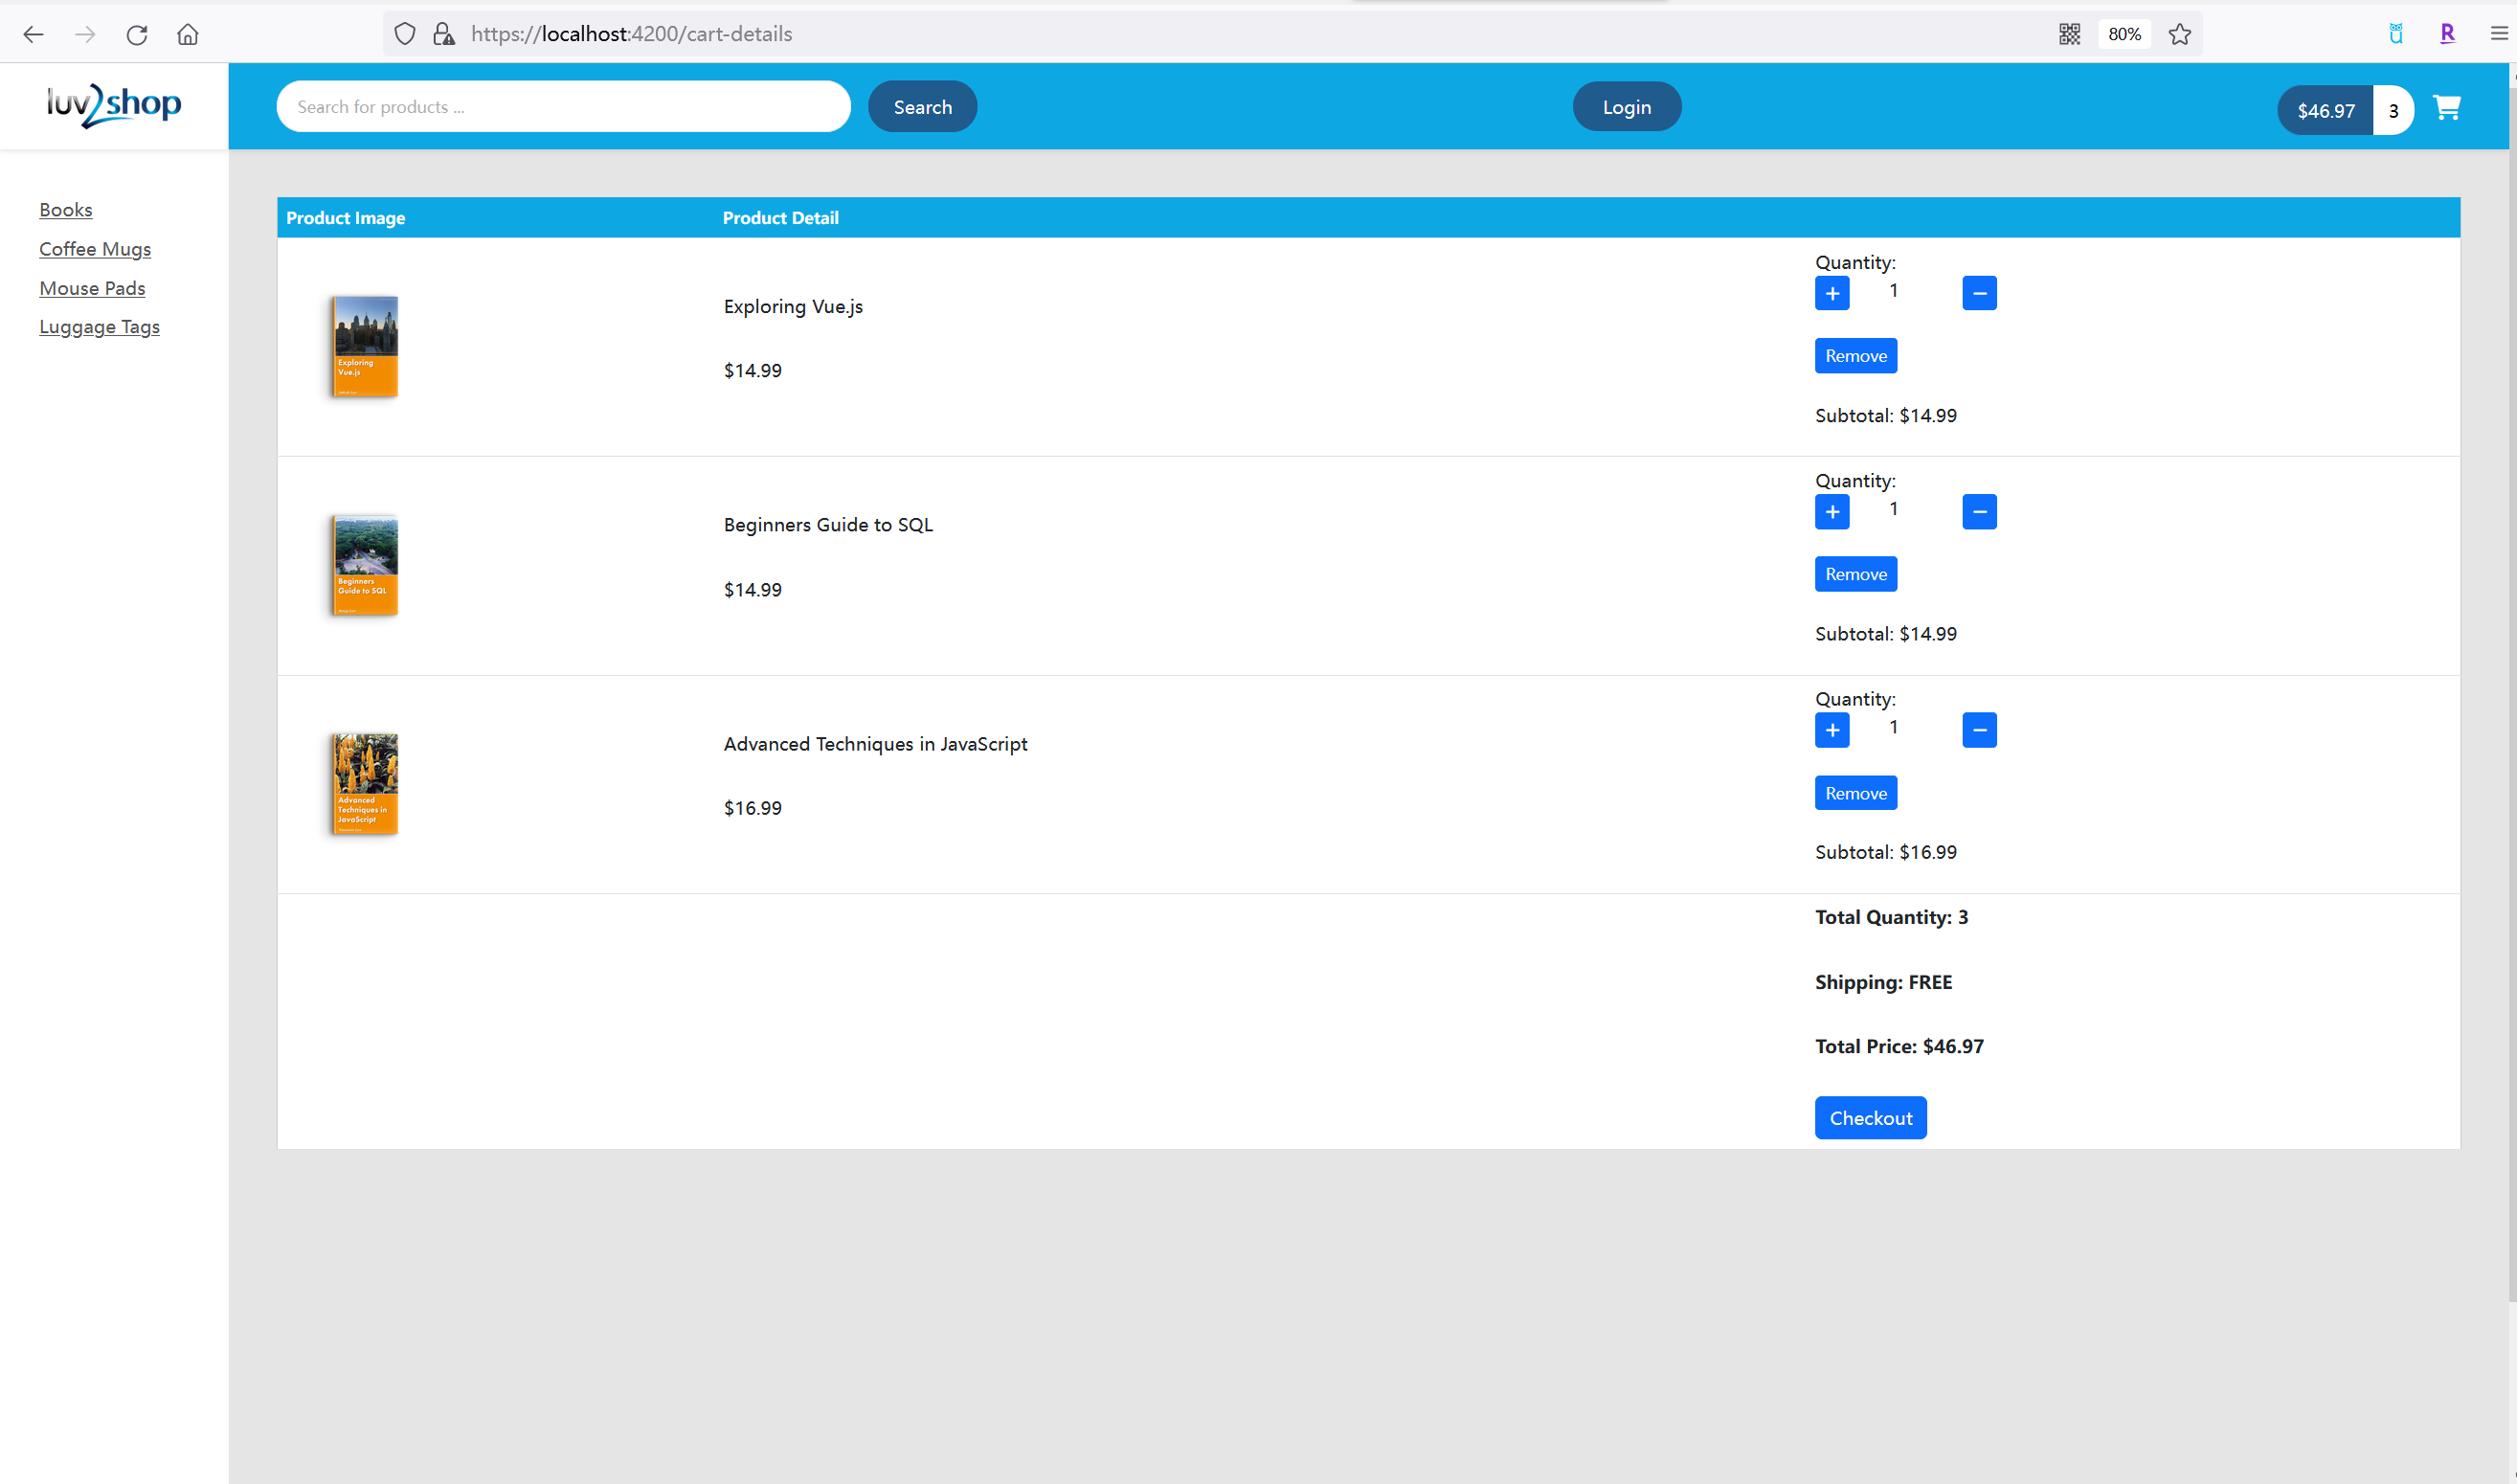 https://localhost:4200/cart-details
80%
R
luv2shop
Search for products ...
Search
Login
$46.97 3
Books
Coffee Mugs
Mouse Pads
Luggage Tags
Product Image Product Detail
Exploring
Vue.js
Exploring Vue.js
$14.99
Quantity:
+ 1 −
Remove
Subtotal: $14.99
Beginners
Guide to SQL
Beginners Guide to SQL
$14.99
Quantity:
+ 1 −
Remove
Subtotal: $14.99
Advanced
Techniques in
JavaScript
Advanced Techniques in JavaScript
$16.99
Quantity:
+ 1 −
Remove
Subtotal: $16.99
Total Quantity: 3
Shipping: FREE
Total Price: $46.97
Checkout